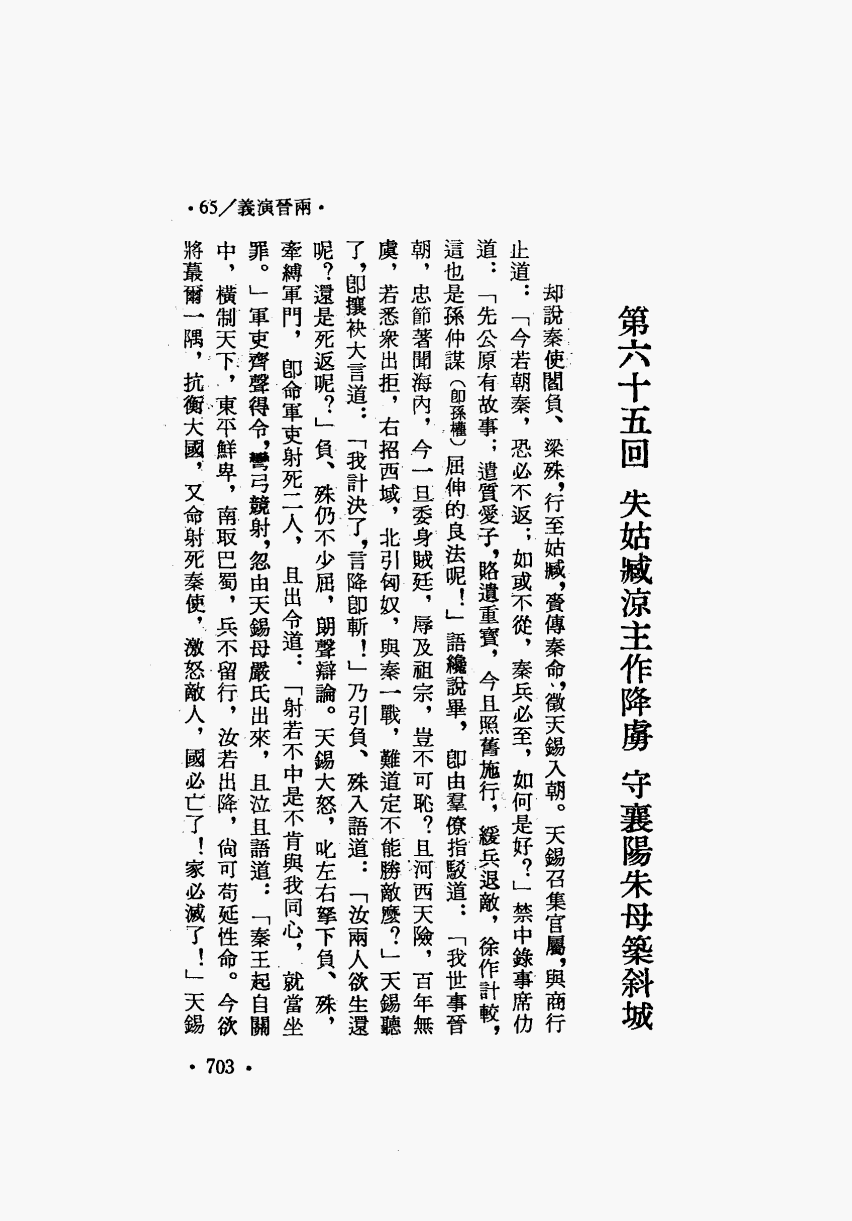 •65/義演晉兩•
第六十五回 失姑臧涼主作降虜 守襄陽朱母築斜城
却說秦使閻負、梁殊，行至姑臧，賫傳秦命，徵天錫入朝。天錫召集官屬，與商行
止道：「今若朝秦，恐必不返；如或不從，秦兵必至，如何是好？」禁中錄事席仂
道：「先公原有故事；遣質愛子，賂遺重寶，今且照舊施行，緩兵退敵，徐作計較，
這也是孫仲謀（卽孫權）屈伸的良法呢！」語纔說畢，卽由羣僚指駁道：「我世事晉
朝，忠節著聞海內，今一旦委身賊廷，辱及祖宗，豈不可恥？且河西天險，百年無
虞，若悉衆出拒，右招西域，北引匈奴，與秦一戰，難道定不能勝敵麼？」天錫聽
了，卽攘袂大言道：「我計決了，言降卽斬！」乃引負、殊入語道：「汝兩人欲生還
呢？還是死返呢？」負、殊仍不少屈，朗聲辯論。天錫大怒，叱左右拏下負、殊，
牽縛軍門，卽命軍吏射死二人，且出令道：「射若不中是不肯與我同心，就當坐
罪。」軍吏齊聲得令，彎弓競射，忽由天錫母嚴氏出來，且泣且語道：「秦王起自關
中，橫制天下，東平鮮卑，南取巴蜀，兵不留行，汝若出降，尙可苟延性命。今欲
將蕞爾一隅，抗衡大國，又命射死秦使，激怒敵人，國必亡了！家必滅了！」天錫
•703•